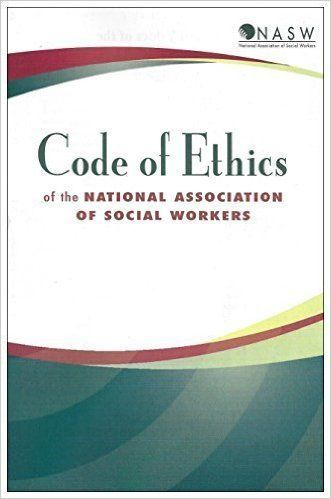 NASW
National Association of Social Workers
Code of Ethics
of the NATIONAL ASSOCIATION
OF SOCIAL WORKERS